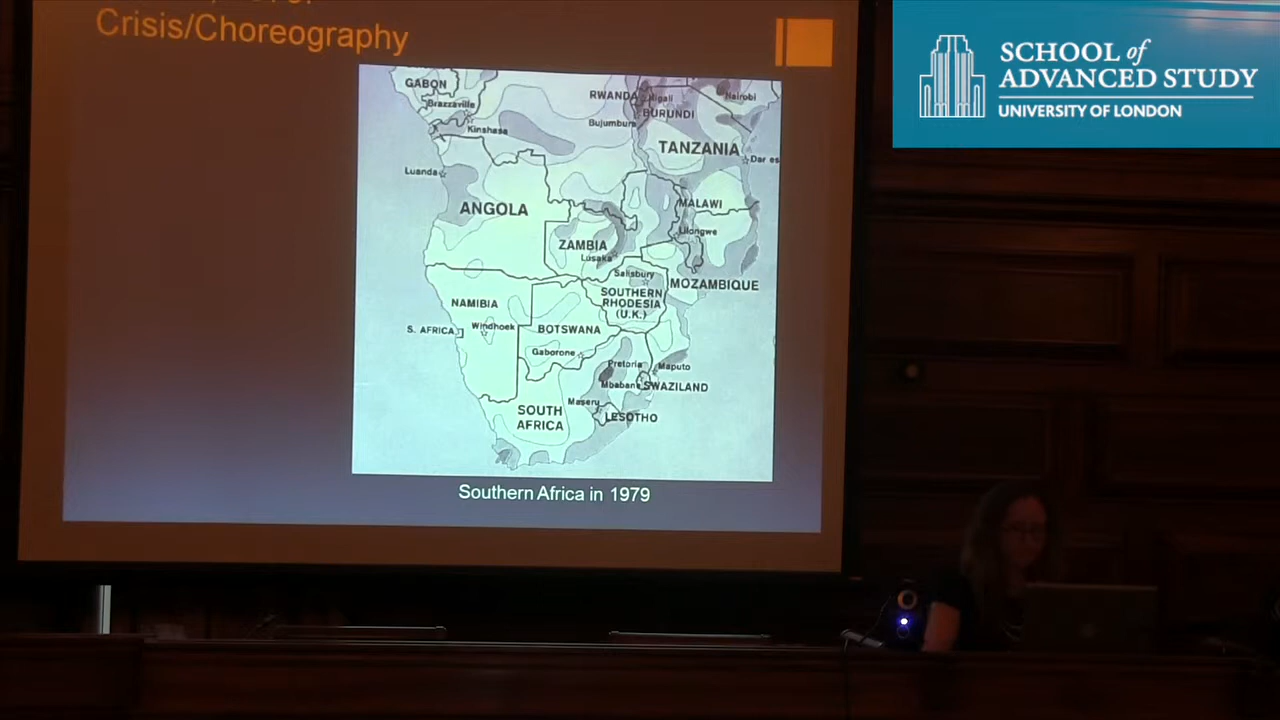 Crisis/Choreography
SCHOOL of
ADVANCED STUDY
UNIVERSITY OF LONDON
GABON
Brazzaville
Kinshasa
RWANDA
Kigali
Nairobi
BURUNDI
Bujumbura
TANZANIA
Dar es
Luanda
ANGOLA
MALAWI
Lilongwe
ZAMBIA
Lusaka
Salisbury
MOZAMBIQUE
SOUTHERN
RHODESIA
(U.K.)
NAMIBIA
S. AFRICA
Windhoek
BOTSWANA
Gaborone
Pretoria
Maputo
Mbabane
SWAZILAND
Maseru
SOUTH
AFRICA
LESOTHO
Southern Africa in 1979